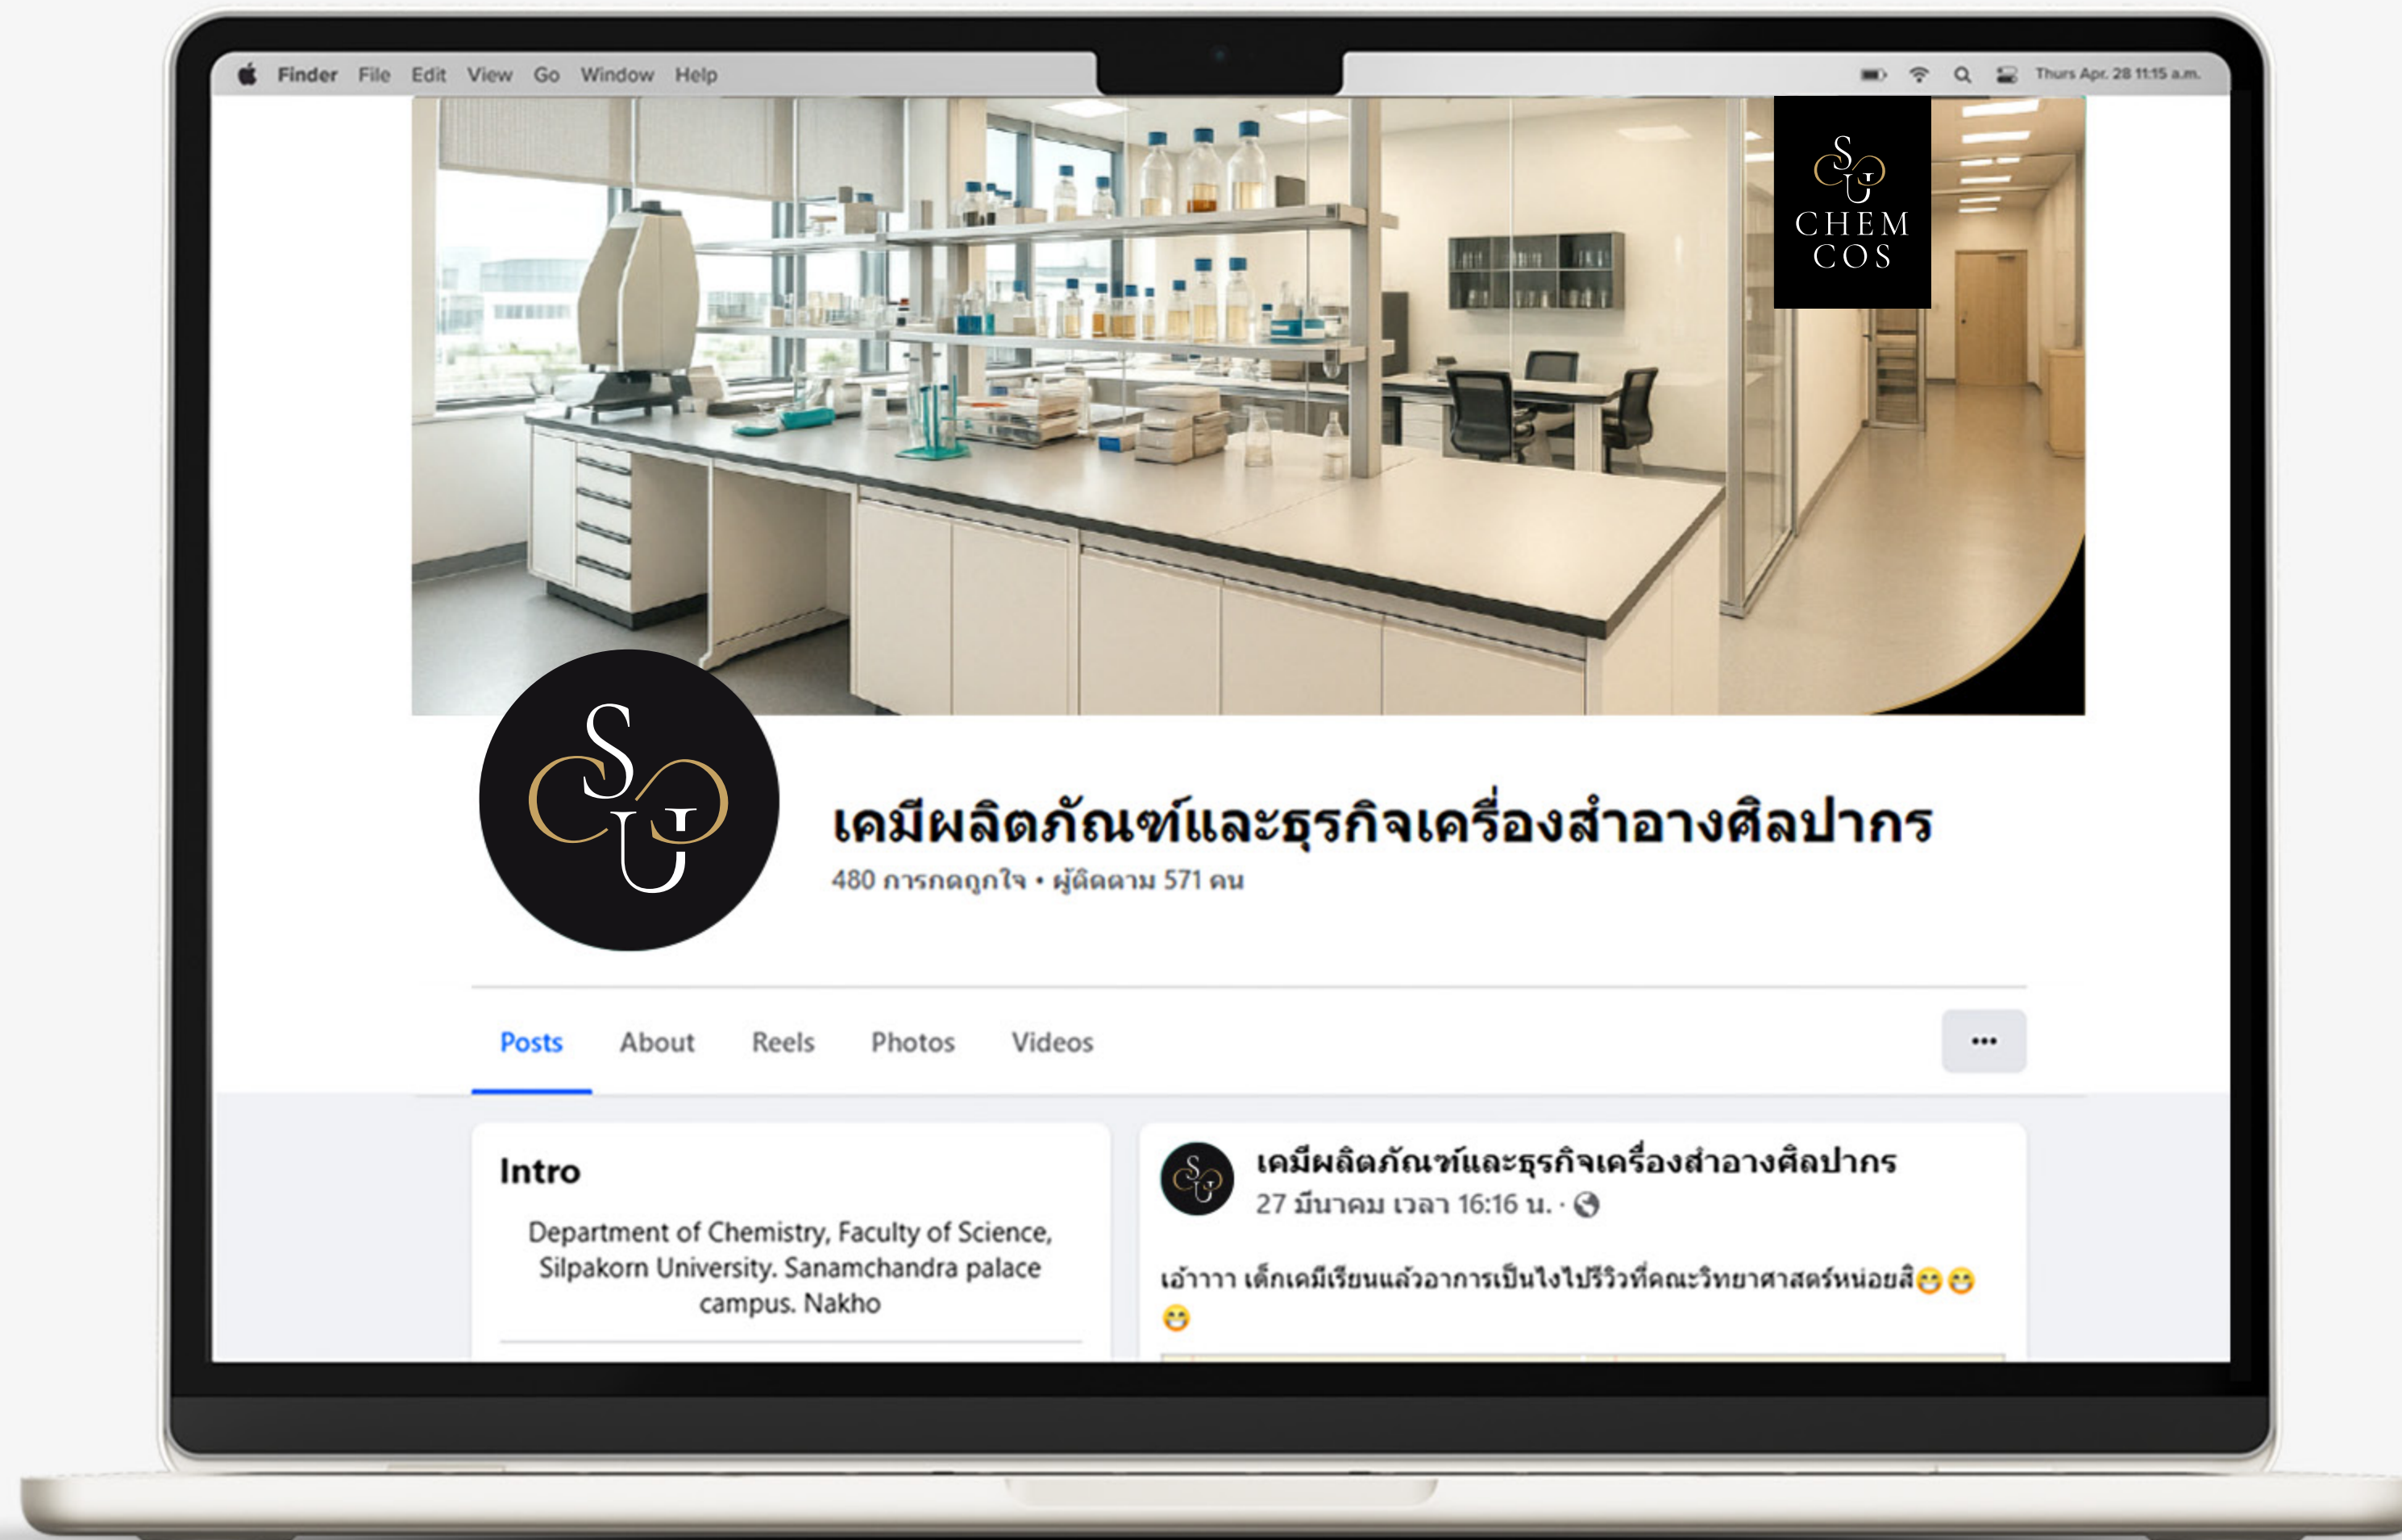 Finder File Edit View Go Window Help
Thurs Apr. 28 11:15 a.m.
S
U
CHEM
COS
S
U
เคมีผลิตภัณฑ์และธุรกิจเครื่องสำอางศิลปากร
480 การกดถูกใจ • ผู้ติดตาม 571 คน
Posts About Reels Photos Videos
Intro
Department of Chemistry, Faculty of Science,
Silpakorn University. Sanamchandra palace
campus. Nakho
S
U
เคมีผลิตภัณฑ์และธุรกิจเครื่องสำอางศิลปากร
27 มีนาคม เวลา 16:16 น. ·
เอ้าาาา เด็กเคมีเรียนแล้วอาการเป็นไงไปรีวิวที่คณะวิทยาศาสตร์หน่อยสิ😁😁
😁